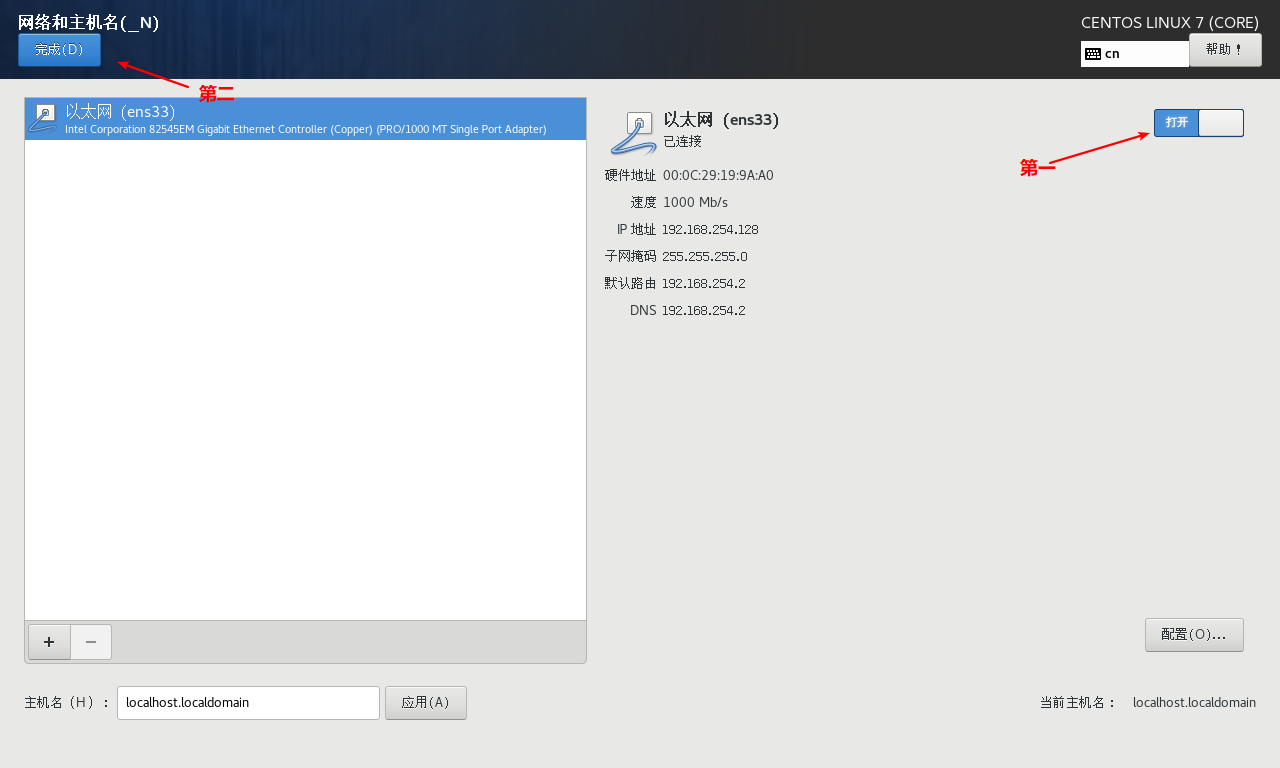 网络和主机名(_N)
CENTOS LINUX 7 (CORE)
完成(D)
cn
帮助！
第二
以太网（ens33）
Intel Corporation 82545EM Gigabit Ethernet Controller (Copper) (PRO/1000 MT Single Port Adapter)
以太网（ens33）
已连接
打开
第一
硬件地址 00:0C:29:19:9A:A0
速度 1000 Mb/s
IP 地址 192.168.254.128
子网掩码 255.255.255.0
默认路由 192.168.254.2
DNS 192.168.254.2
+ −
配置(O)...
主机名（H）： localhost.localdomain 应用(A)
当前主机名： localhost.localdomain